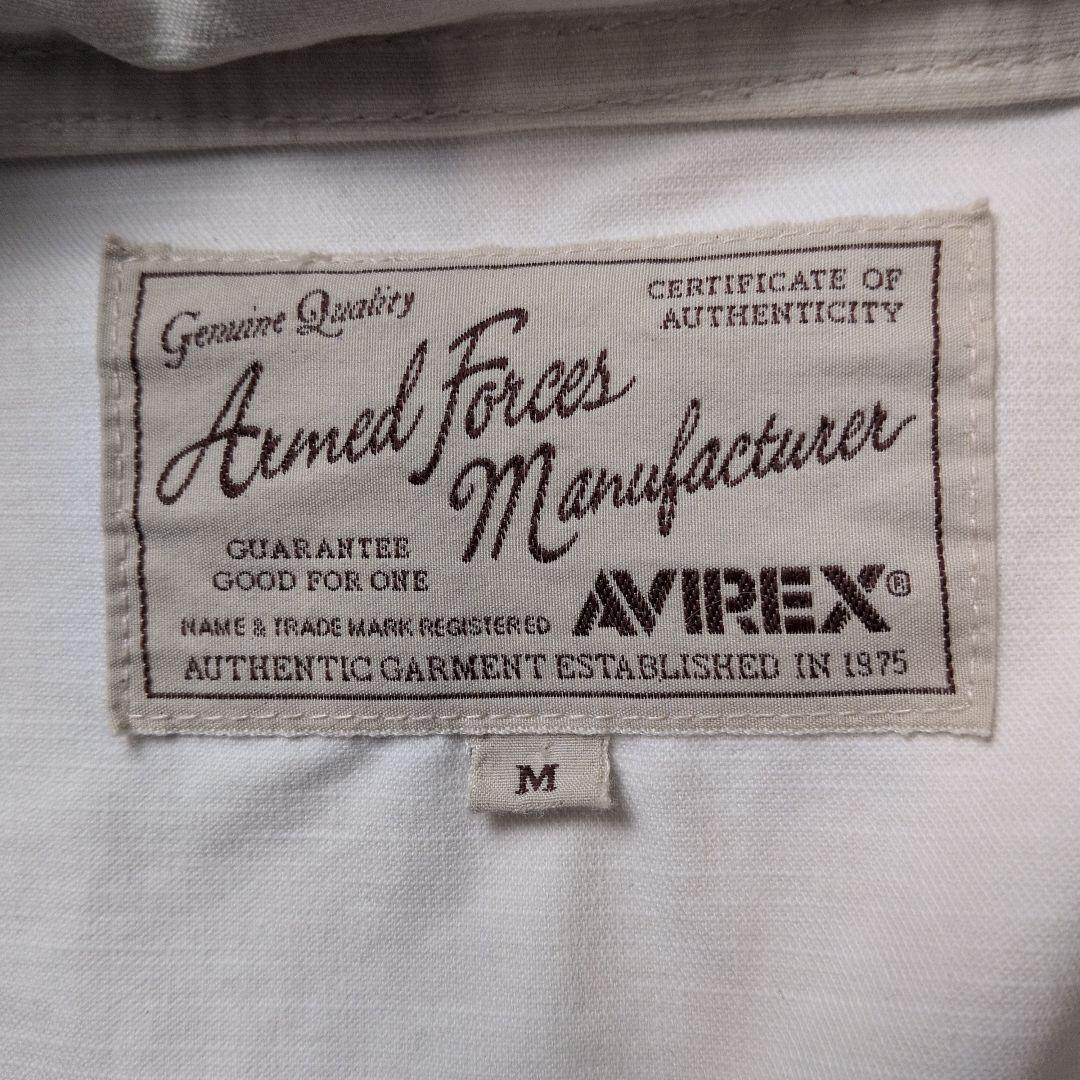 Genuine Quality
CERTIFICATE OF
AUTHENTICITY
Armed Forces
Manufacturer
GUARANTEE
GOOD FOR ONE
NAME & TRADE MARK REGISTERED
AVIREX®
AUTHENTIC GARMENT ESTABLISHED IN 1975
M